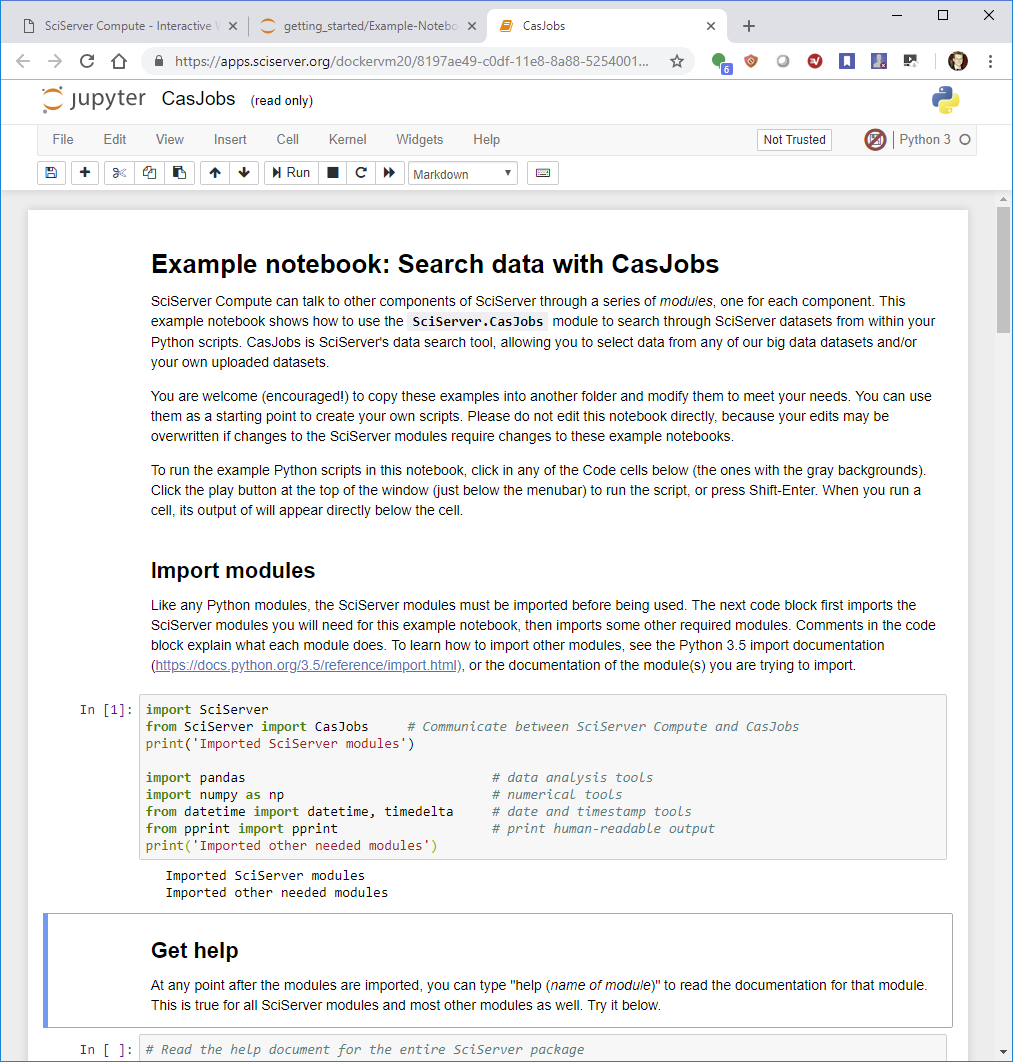 SciServer Compute - Interactive
getting_started/Example-Notebo
CasJobs
https://apps.sciserver.org/dockervm20/8197ae49-c0df-11e8-8a88-5254001...
6
jupyter CasJobs (read only)
File Edit View Insert Cell Kernel Widgets Help Not Trusted Python 3
Run Markdown
Example notebook: Search data with CasJobs
SciServer Compute can talk to other components of SciServer through a series of modules, one for each component. This
example notebook shows how to use the SciServer.CasJobs module to search through SciServer datasets from within your
Python scripts. CasJobs is SciServer's data search tool, allowing you to select data from any of our big data datasets and/or
your own uploaded datasets.
You are welcome (encouraged!) to copy these examples into another folder and modify them to meet your needs. You can use
them as a starting point to create your own scripts. Please do not edit this notebook directly, because your edits may be
overwritten if changes to the SciServer modules require changes to these example notebooks.
To run the example Python scripts in this notebook, click in any of the Code cells below (the ones with the gray backgrounds).
Click the play button at the top of the window (just below the menubar) to run the script, or press Shift-Enter. When you run a
cell, its output of will appear directly below the cell.
Import modules
Like any Python modules, the SciServer modules must be imported before being used. The next code block first imports the
SciServer modules you will need for this example notebook, then imports some other required modules. Comments in the code
block explain what each module does. To learn how to import other modules, see the Python 3.5 import documentation
(https://docs.python.org/3.5/reference/import.html), or the documentation of the module(s) you are trying to import.
In [1]: import SciServer
from SciServer import CasJobs     # Communicate between SciServer Compute and CasJobs
print('Imported SciServer modules')
import pandas                                # data analysis tools
import numpy as np                           # numerical tools
from datetime import datetime, timedelta     # date and timestamp tools
from pprint import pprint                    # print human-readable output
print('Imported other needed modules')
Imported SciServer modules
Imported other needed modules
Get help
At any point after the modules are imported, you can type "help (name of module)" to read the documentation for that module.
This is true for all SciServer modules and most other modules as well. Try it below.
In [ ]: # Read the help document for the entire SciServer package